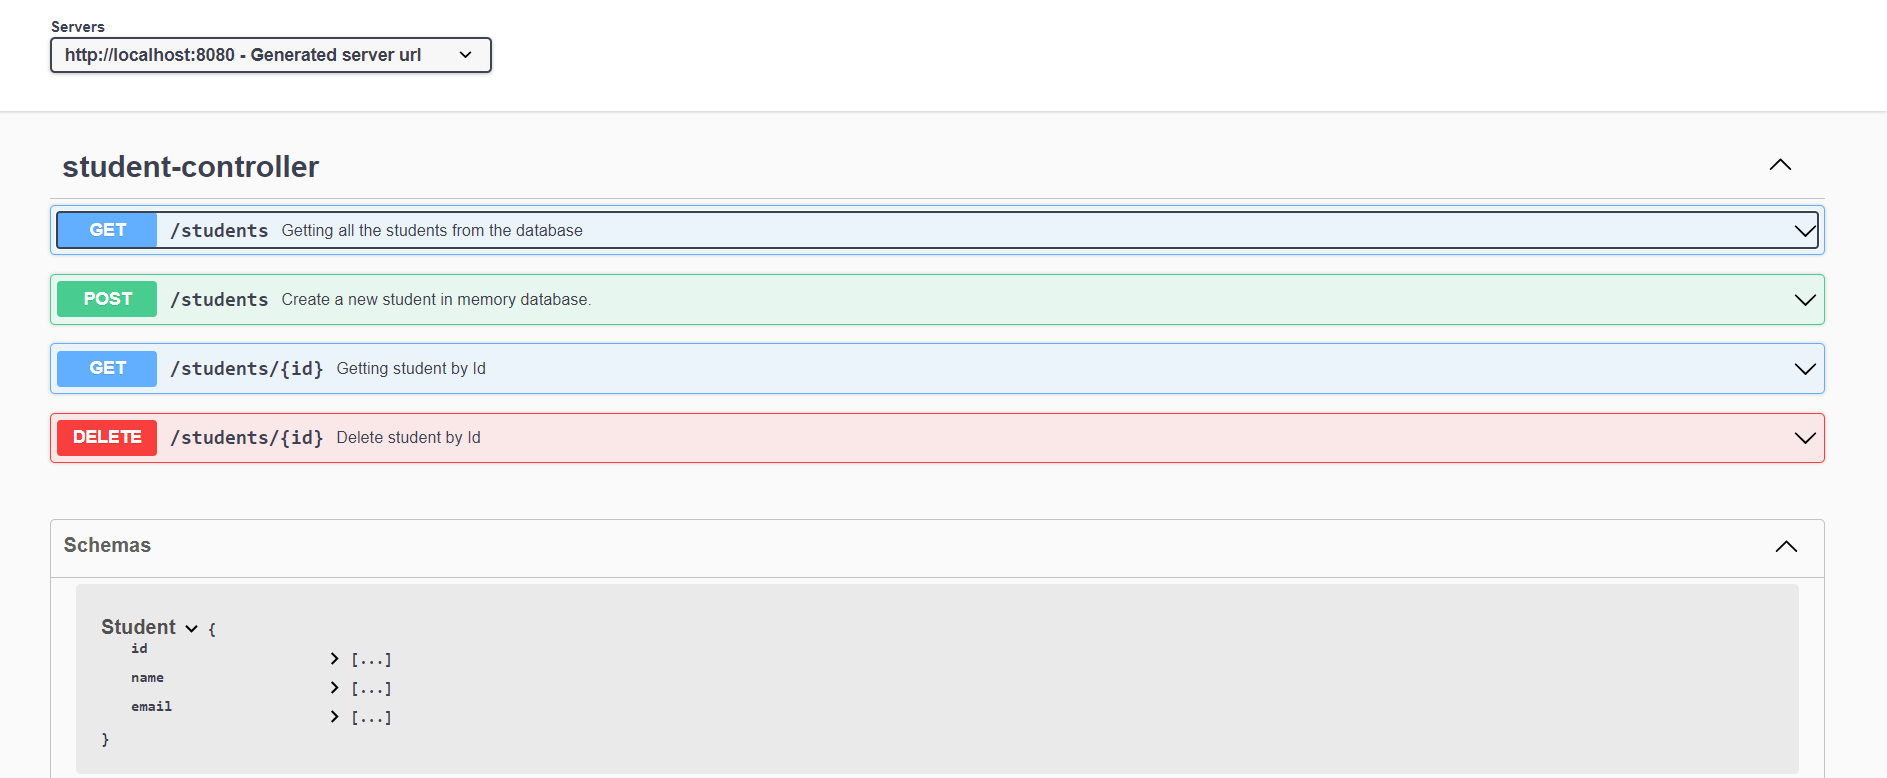 Servers
http://localhost:8080 - Generated server url
student-controller
GET /students Getting all the students from the database
POST /students Create a new student in memory database.
GET /students/{id} Getting student by Id
DELETE /students/{id} Delete student by Id
Schemas
Student {
id [...]
name [...]
email [...]
}